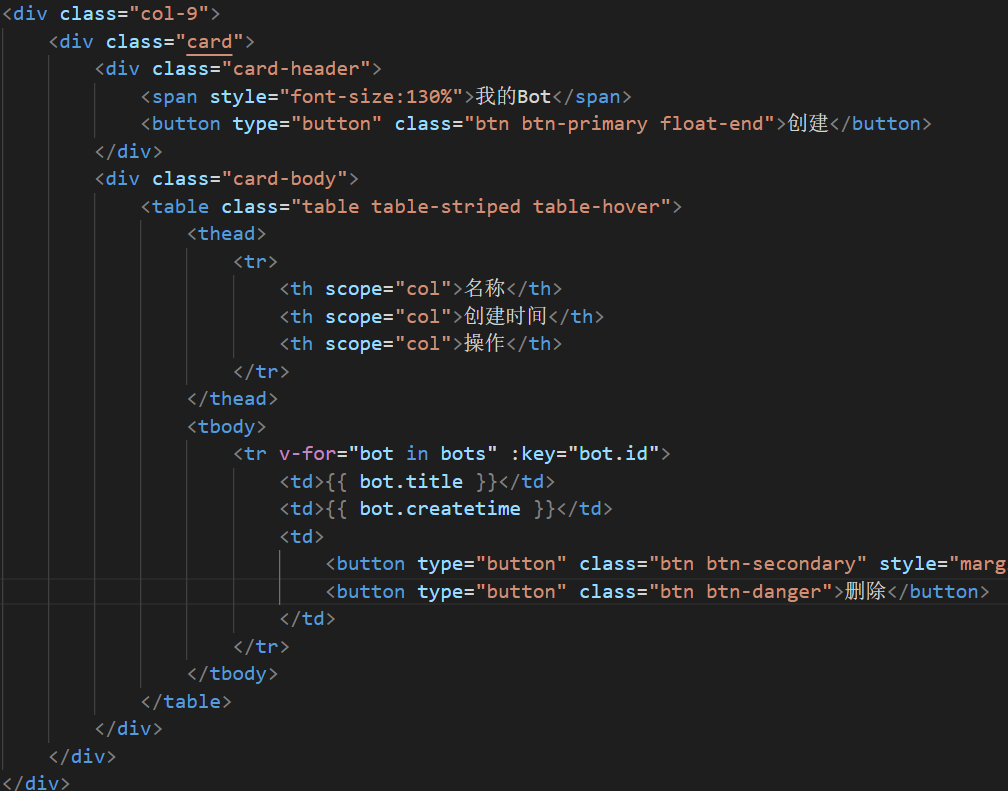 <div class="col-9">
<div class="card">
<div class="card-header">
<span style="font-size:130%">我的Bot</span>
<button type="button" class="btn btn-primary float-end">创建</button>
</div>
<div class="card-body">
<table class="table table-striped table-hover">
<thead>
<tr>
<th scope="col">名称</th>
<th scope="col">创建时间</th>
<th scope="col">操作</th>
</tr>
</thead>
<tbody>
<tr v-for="bot in bots" :key="bot.id">
<td>{{ bot.title }}</td>
<td>{{ bot.createtime }}</td>
<td>
<button type="button" class="btn btn-secondary" style="marg
<button type="button" class="btn btn-danger">删除</button>
</td>
</tr>
</tbody>
</table>
</div>
</div>
</div>